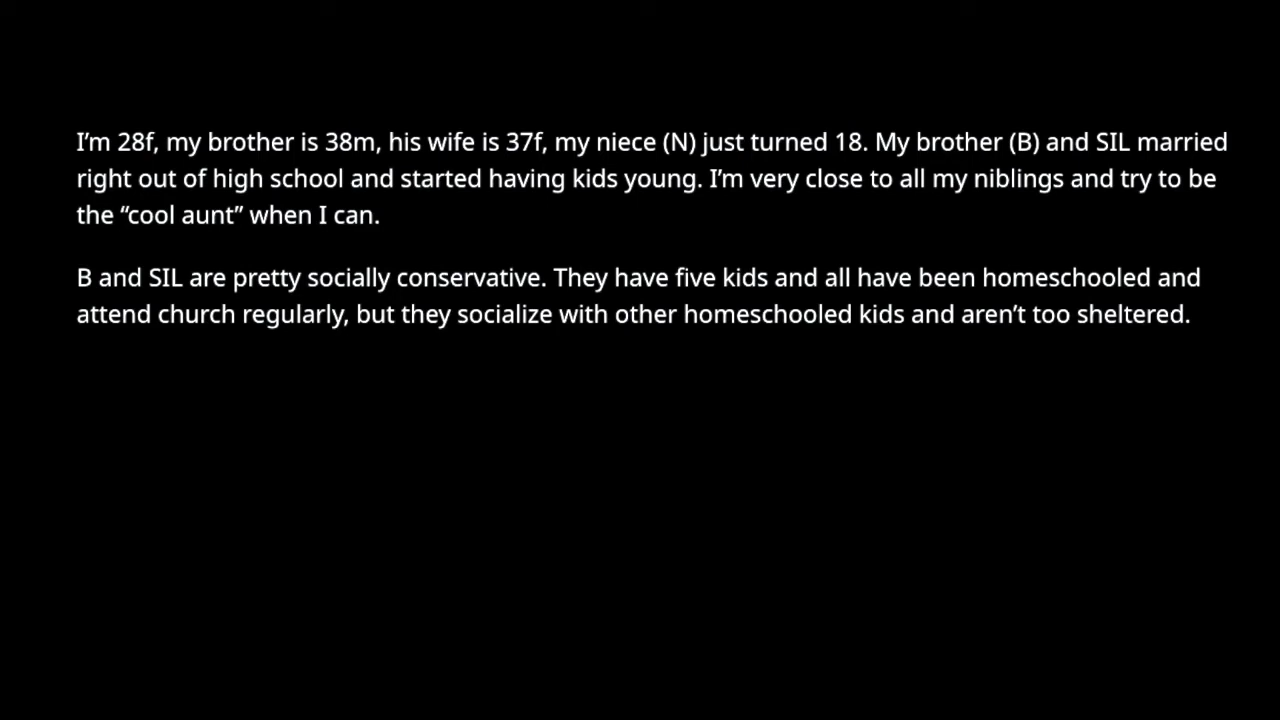 I’m 28f, my brother is 38m, his wife is 37f, my niece (N) just turned 18. My brother (B) and SIL married
right out of high school and started having kids young. I’m very close to all my niblings and try to be
the “cool aunt” when I can.
B and SIL are pretty socially conservative. They have five kids and all have been homeschooled and
attend church regularly, but they socialize with other homeschooled kids and aren’t too sheltered.